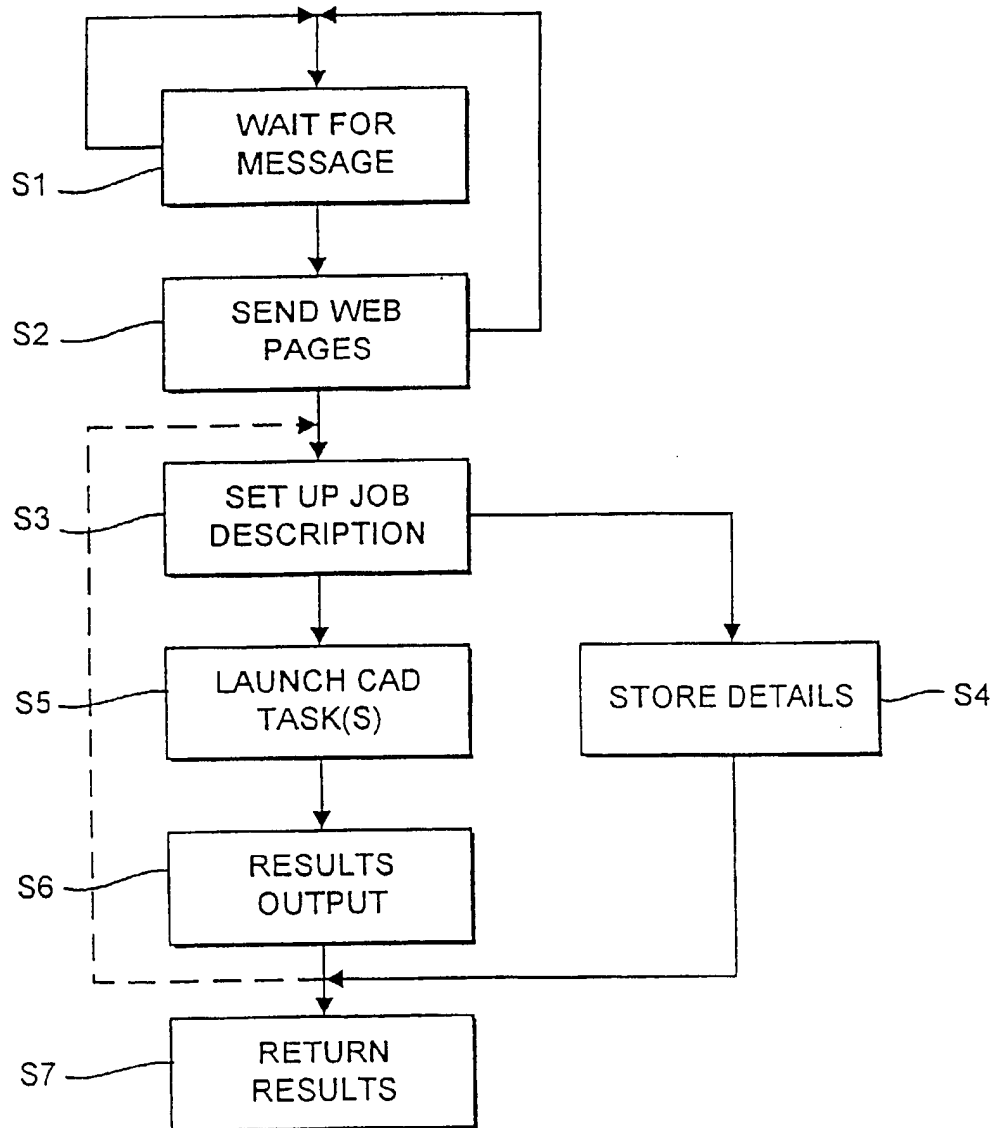 WAIT FOR
MESSAGE
S1
SEND WEB
PAGES
S2
SET UP JOB
DESCRIPTION
S3
LAUNCH CAD
TASK(S)
S5
STORE DETAILS
S4
RESULTS
OUTPUT
S6
RETURN
RESULTS
S7